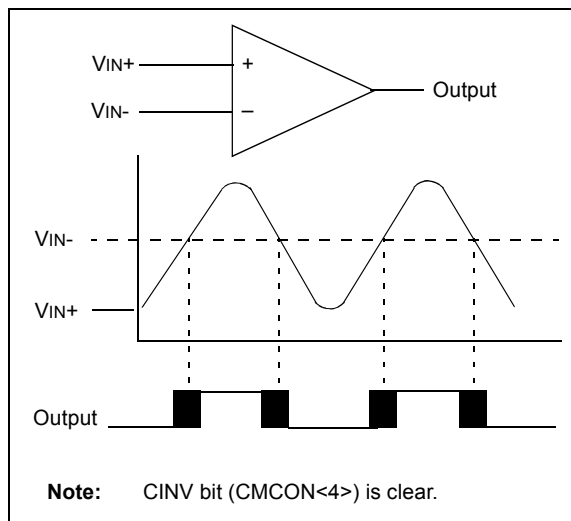 VIN+
+
Output
VIN-
–
VIN-
VIN+
Output
Note: CINV bit (CMCON<4>) is clear.